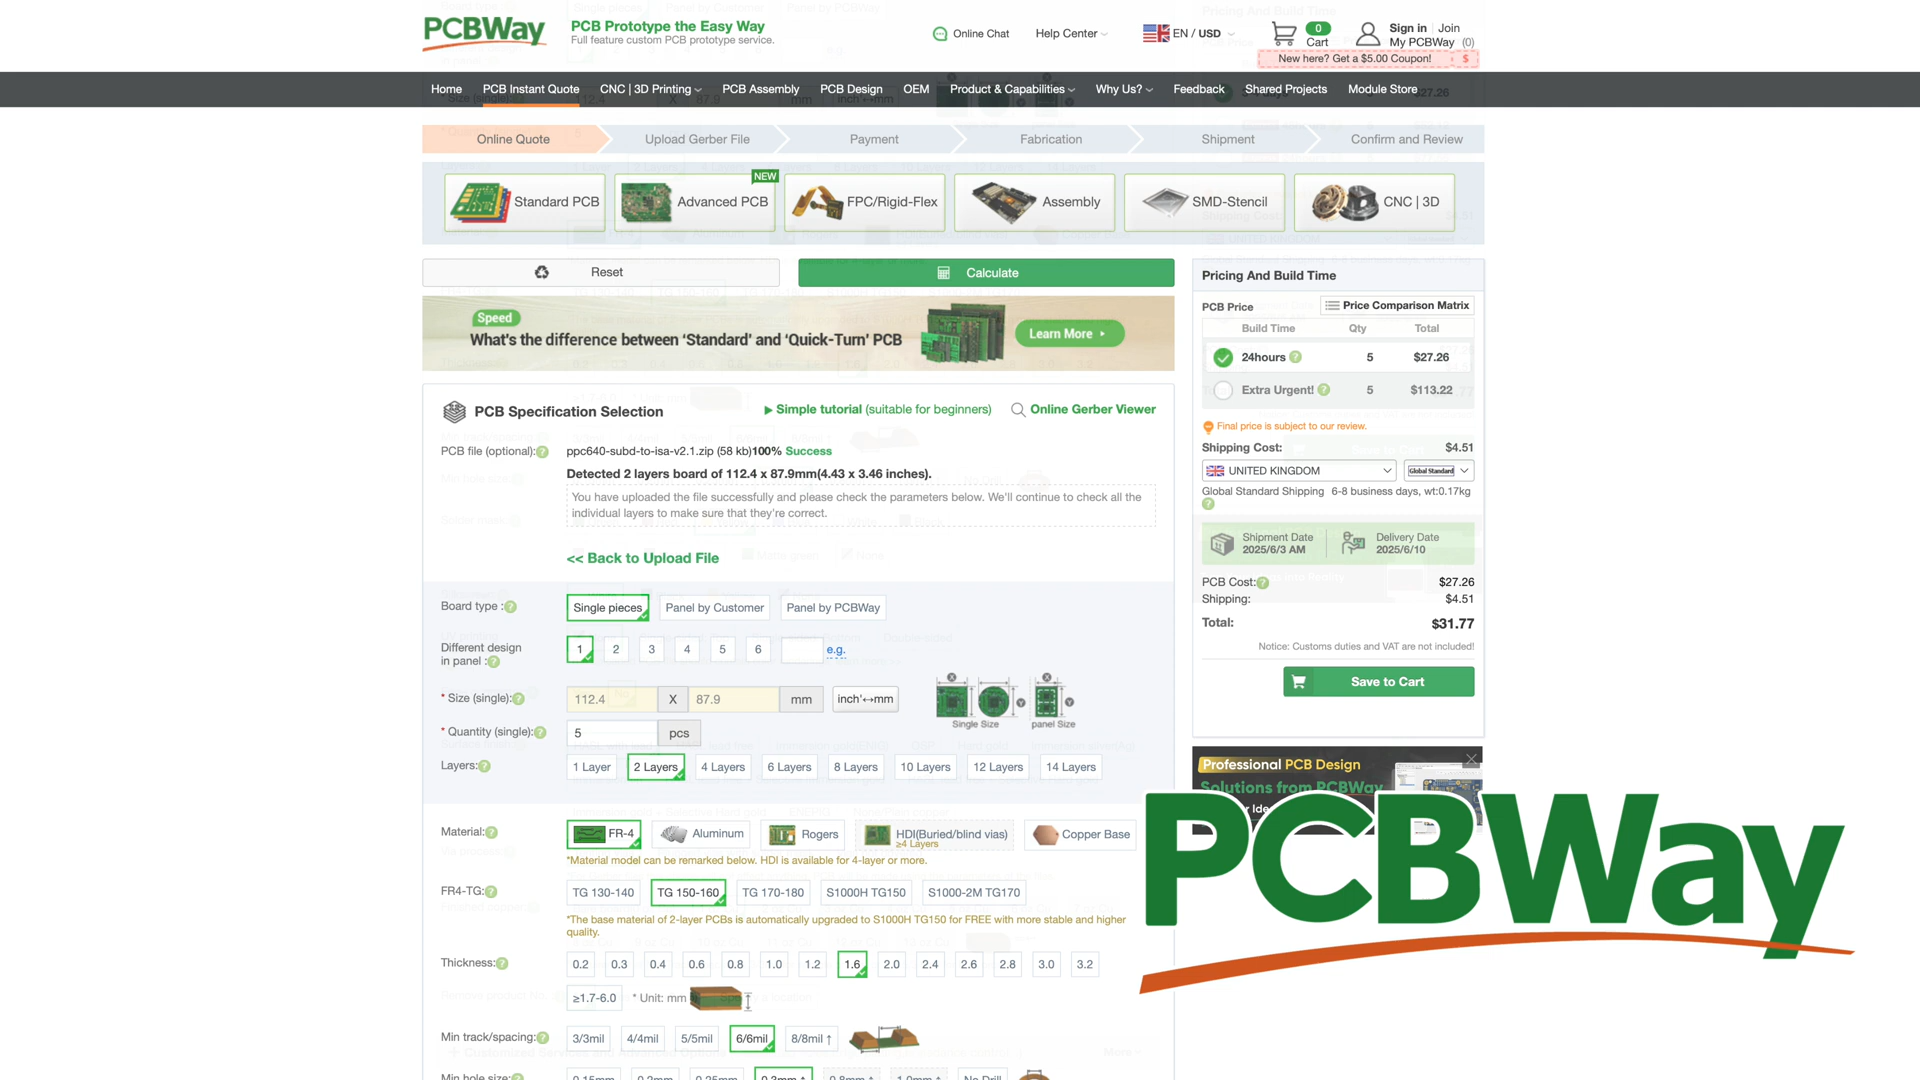 PCBWay
PCB Prototype the Easy Way
Full feature custom PCB prototype service.
Online Chat
Help Center
EN / USD
0
Cart
Sign in
Join
My PCBWay (0)
New here? Get a $5.00 Coupon! $
Home
PCB Instant Quote
CNC | 3D Printing
PCB Assembly
PCB Design
OEM
Product & Capabilities
Why Us?
Feedback
Shared Projects
Module Store
Online Quote
Upload Gerber File
Payment
Fabrication
Shipment
Confirm and Review
Standard PCB
NEW
Advanced PCB
FPC/Rigid-Flex
Assembly
SMD-Stencil
CNC | 3D
Reset
Calculate
Speed
What's the difference between ‘Standard’ and ‘Quick-Turn’ PCB
Learn More
PCB Specification Selection
Simple tutorial (suitable for beginners)
Online Gerber Viewer
PCB file (optional):
ppc640-subd-to-isa-v2.1.zip (58 kb)100% Success
Detected 2 layers board of 112.4 x 87.9mm(4.43 x 3.46 inches).
You have uploaded the file successfully and please check the parameters below. We'll continue to check all the
individual layers to make sure that they're correct.
<< Back to Upload File
Board type :
Single pieces
Panel by Customer
Panel by PCBWay
Different design
in panel :
1 2 3 4 5 6
e.g.
* Size (single):
112.4 X 87.9 mm
inch'↔mm
Single Size
panel Size
* Quantity (single):
5 pcs
Layers:
1 Layer
2 Layers
4 Layers
6 Layers
8 Layers
10 Layers
12 Layers
14 Layers
Material:
FR-4
Aluminum
Rogers
HDI(Buried/blind vias)
≥4 Layers
Copper Base
*Material model can be remarked below. HDI is available for 4-layer or more.
FR4-TG:
TG 130-140
TG 150-160
TG 170-180
S1000H TG150
S1000-2M TG170
*The base material of 2-layer PCBs is automatically upgraded to S1000H TG150 for FREE with more stable and higher
quality.
Thickness:
0.2 0.3 0.4 0.6 0.8 1.0 1.2 1.6 2.0 2.4 2.6 2.8 3.0 3.2
≥1.7-6.0
* Unit: mm
Min track/spacing:
3/3mil
4/4mil
5/5mil
6/6mil
8/8mil ↑
Min hole size:
0.15mm
0.2mm
0.25mm
0.3mm ↑
0.8mm ↑
1.0mm ↑
No Drill
Pricing And Build Time
PCB Price
Price Comparison Matrix
Build Time Qty Total
24hours 5 $27.26
Extra Urgent! 5 $113.22
Final price is subject to our review.
Shipping Cost: $4.51
UNITED KINGDOM
Global Standard
Global Standard Shipping 6-8 business days, wt:0.17kg
Shipment Date
2025/6/3 AM
Delivery Date
2025/6/10
PCB Cost: $27.26
Shipping: $4.51
Total: $31.77
Notice: Customs duties and VAT are not included!
Save to Cart
Professional PCB Design
Solutions from PCBWay
PCBWay